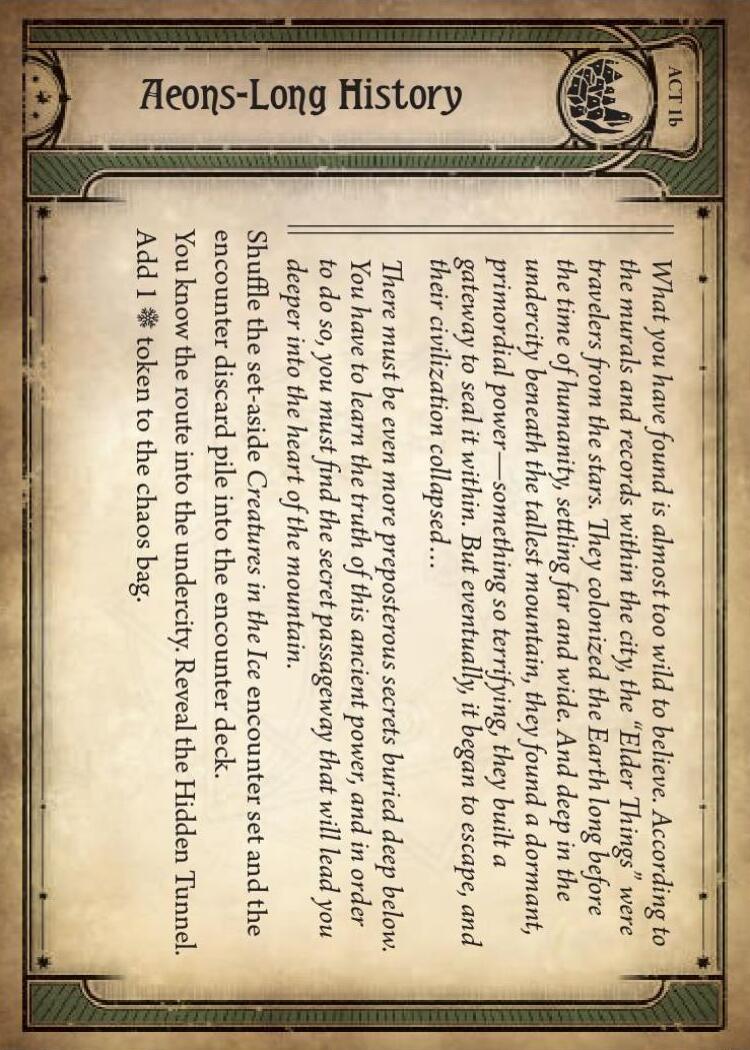 ACT 1b
Aeons-Long History
What you have found is almost too wild to believe. According to
the murals and records within the city, the “Elder Things” were
travelers from the stars. They colonized the Earth long before
the time of humanity, settling far and wide. And deep in the
undercity beneath the tallest mountain, they found a dormant,
primordial power—something so terrifying, they built a
gateway to seal it within. But eventually, it began to escape, and
their civilization collapsed…
There must be even more preposterous secrets buried deep below.
You have to learn the truth of this ancient power, and in order
to do so, you must find the secret passageway that will lead you
deeper into the heart of the mountain.
Shuffle the set-aside Creatures in the Ice encounter set and the
encounter discard pile into the encounter deck.
You know the route into the undercity. Reveal the Hidden Tunnel.
Add 1 token to the chaos bag.